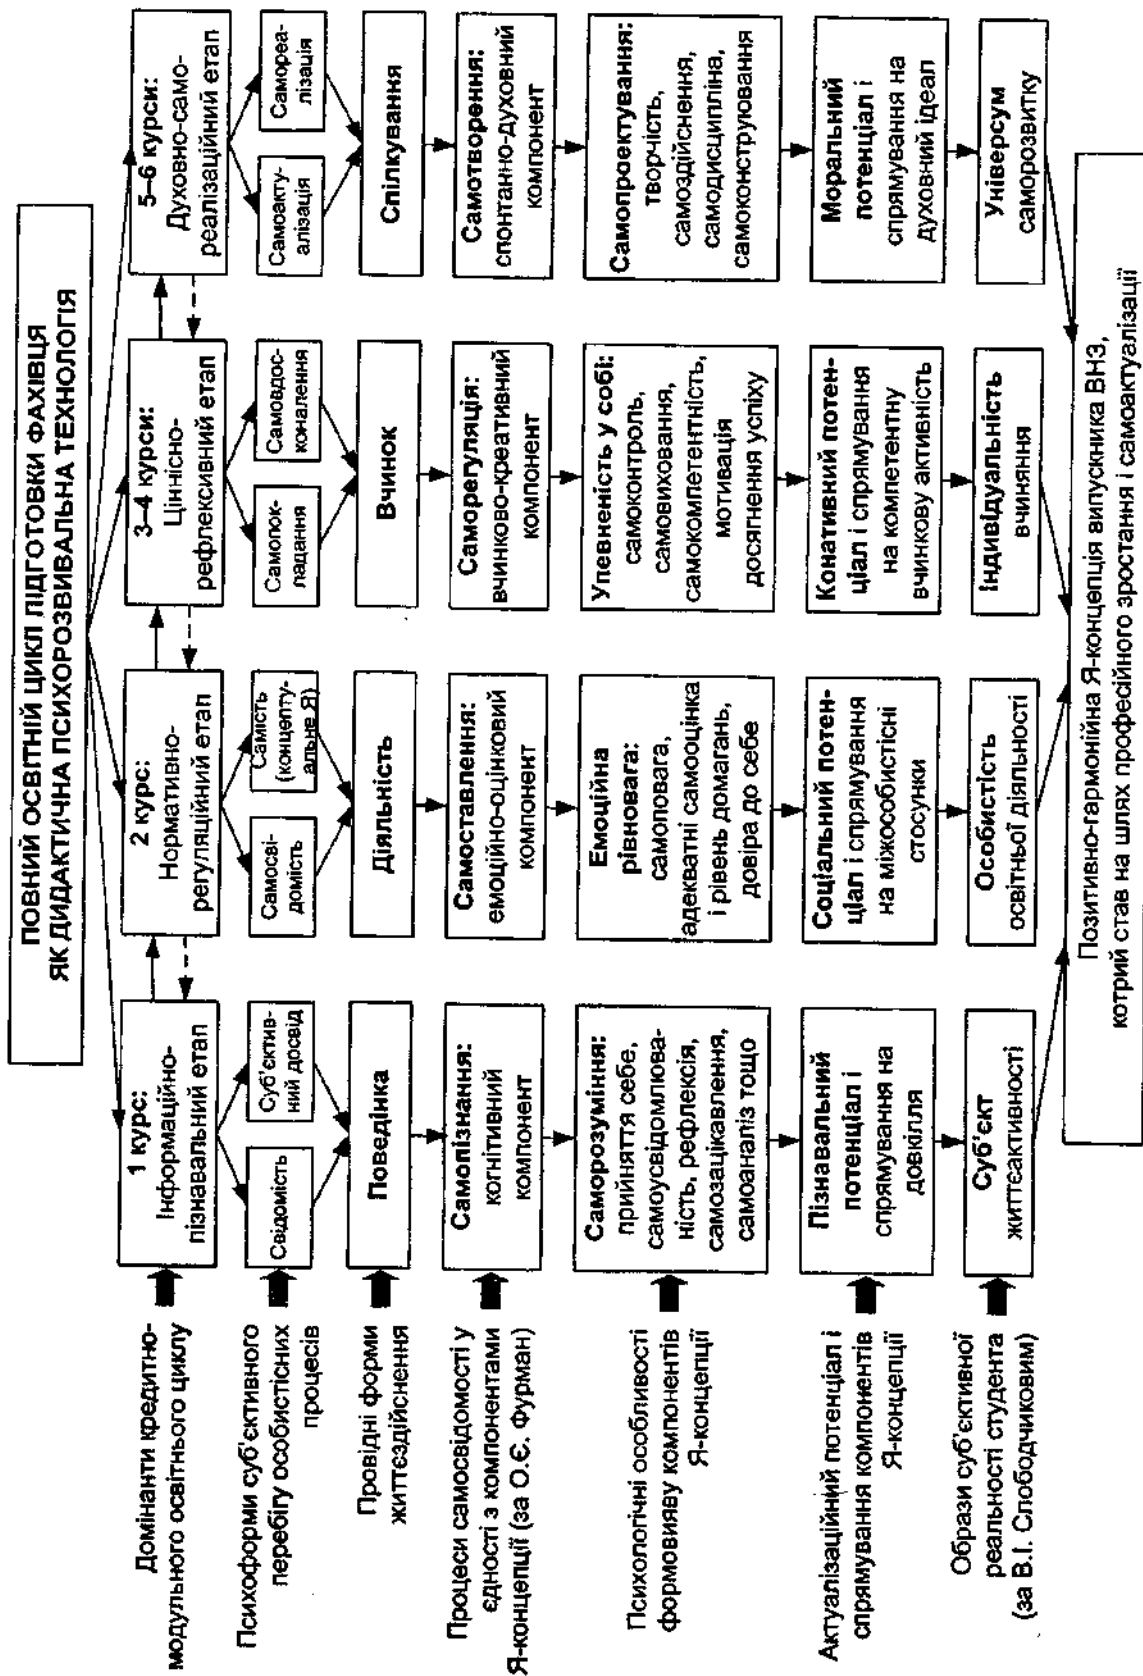 ПОВНИЙ ОСВІТНІЙ ЦИКЛ ПІДГОТОВКИ ФАХІВЦЯ
ЯК ДИДАКТИЧНА ПСИХОРОЗВИВАЛЬНА ТЕХНОЛОГІЯ
Домінанти кредитно-
модульного освітнього циклу
1 курс:
Інформаційно-
пізнавальний етап
2 курс:
Нормативно-
регуляційний етап
3–4 курси:
Ціннісно-
рефлексивний етап
5–6 курси:
Духовно-само-
реалізаційний етап
Психоформи суб'єктивного
перебігу особистісних
процесів
Свідомість
Суб'єктив-
ний досвід
Самосві-
домість
Самість
(концепту-
альне Я)
Самопок-
ладання
Самовдос-
коналення
Самоакту-
алізація
Самореа-
лізація
Провідні форми
життєздійснення
Поведінка
Діяльність
Вчинок
Спілкування
Процеси самосвідомості у
єдності з компонентами
Я-концепції (за О.Є. Фурман)
Самопізнання:
когнітивний
компонент
Самоставлення:
емоційно-оцінковий
компонент
Саморегуляція:
вчинково-креативний
компонент
Самотворення:
спонтанно-духовний
компонент
Психологічні особливості
формовияву компонентів
Я-концепції
Саморозуміння:
прийняття себе,
самоусвідомлюва-
ність, рефлексія,
самозацікавлення,
самоаналіз тощо
Емоційна
рівновага:
самоповага,
адекватні самооцінка
і рівень домагань,
довіра до себе
Упевненість у собі:
самоконтроль,
самовиховання,
самокомпетентність,
мотивація
досягнення успіху
Самопроектування:
творчість,
самоздійснення,
самодисципліна,
самоконструювання
Актуалізаційний потенціал і
спрямування компонентів
Я-концепції
Пізнавальний
потенціал і
спрямування на
довкілля
Соціальний потен-
ціал і спрямування
на міжособистісні
стосунки
Конативний потен-
ціал і спрямування
на компетентну
вчинкову активність
Моральний
потенціал і
спрямування на
духовний ідеал
Образи суб'єктивної
реальності студента
(за В.І. Слободчиковим)
Суб'єкт
життєактивності
Особистість
освітньої діяльності
Індивідуальність
вчиняння
Універсум
саморозвитку
Позитивно-гармонійна Я-концепція випускника ВНЗ,
котрий став на шлях професійного зростання і самоактуалізації